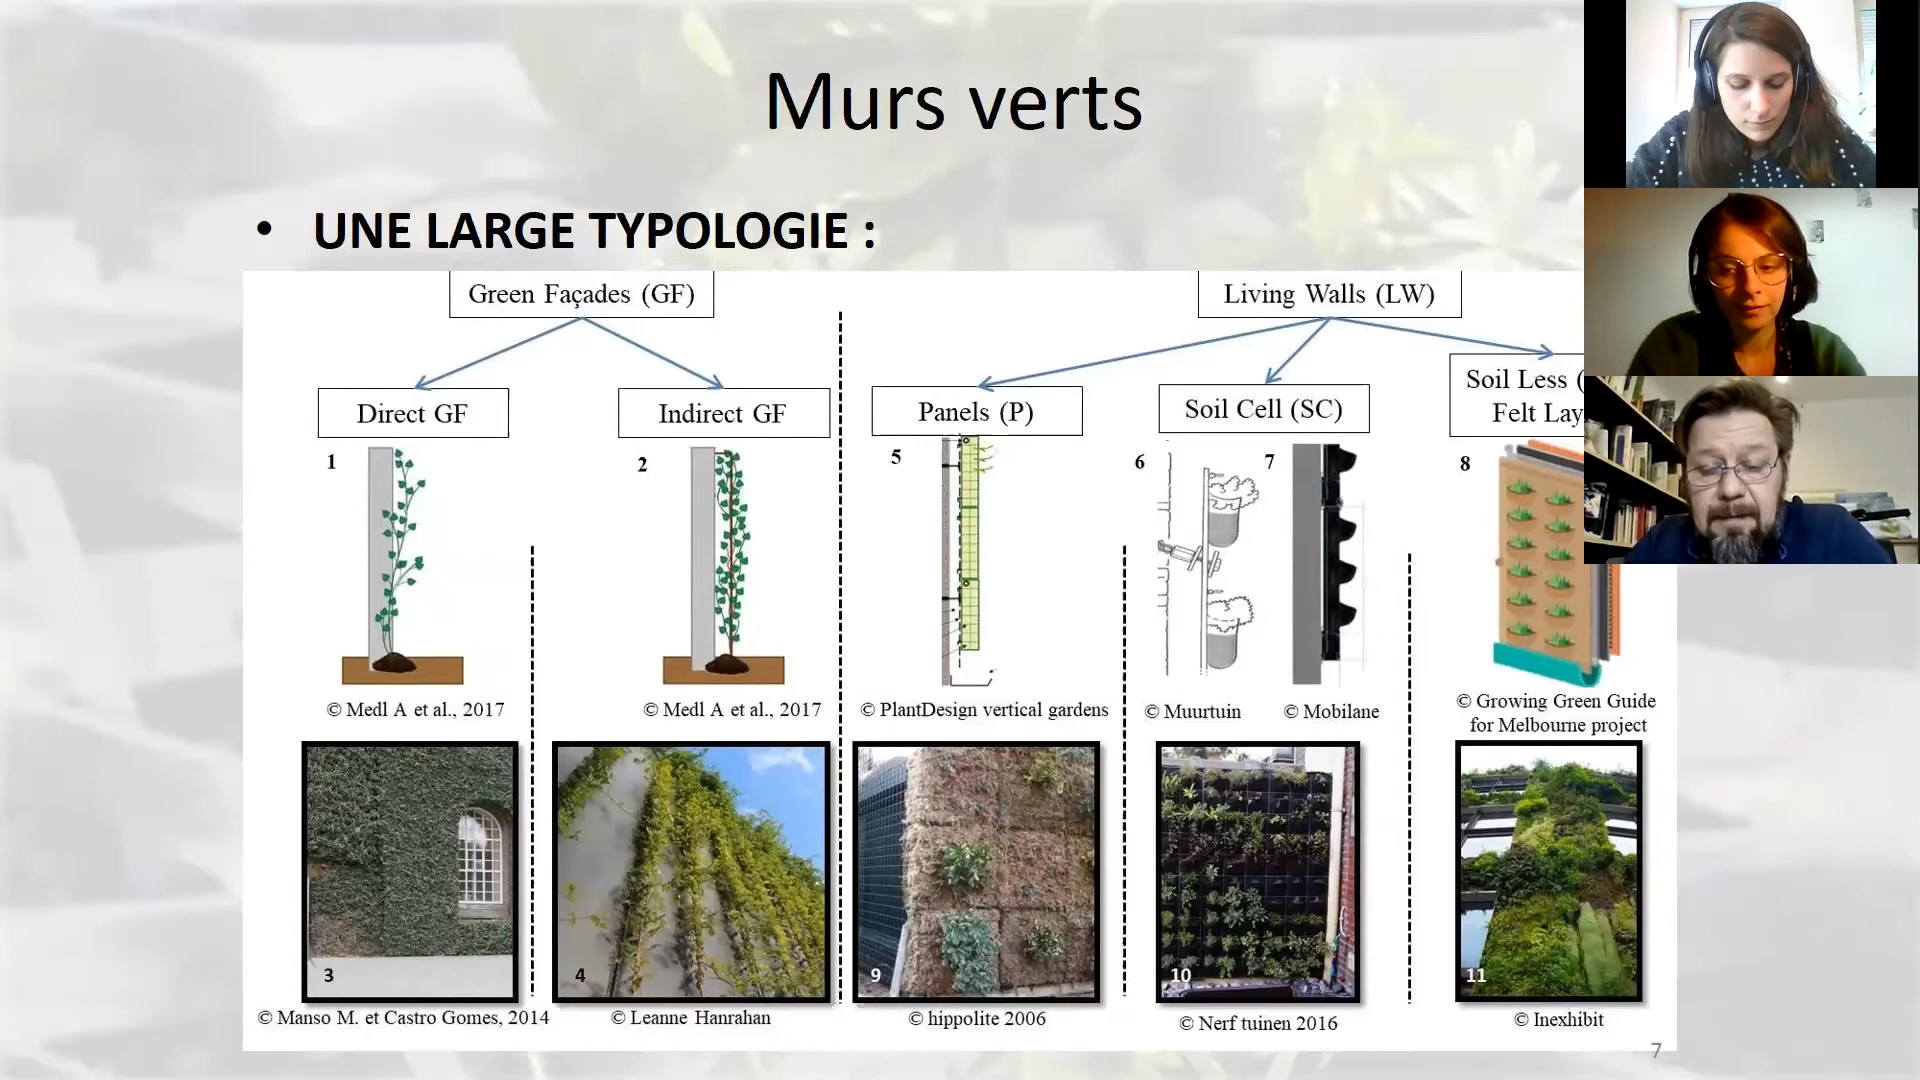 Murs verts
• UNE LARGE TYPOLOGIE :
Green Façades (GF)
Living Walls (LW)
Direct GF
Indirect GF
Panels (P)
Soil Cell (SC)
Soil Less (
Felt Lay
1
2
5
6
7
8
© Medl A et al., 2017
© Medl A et al., 2017
© PlantDesign vertical gardens
© Muurtuin
© Mobilane
© Growing Green Guide
for Melbourne project
3
4
9
10
11
© Manso M. et Castro Gomes, 2014
© Leanne Hanrahan
© hippolite 2006
© Nerf tuinen 2016
© Inexhibit
7